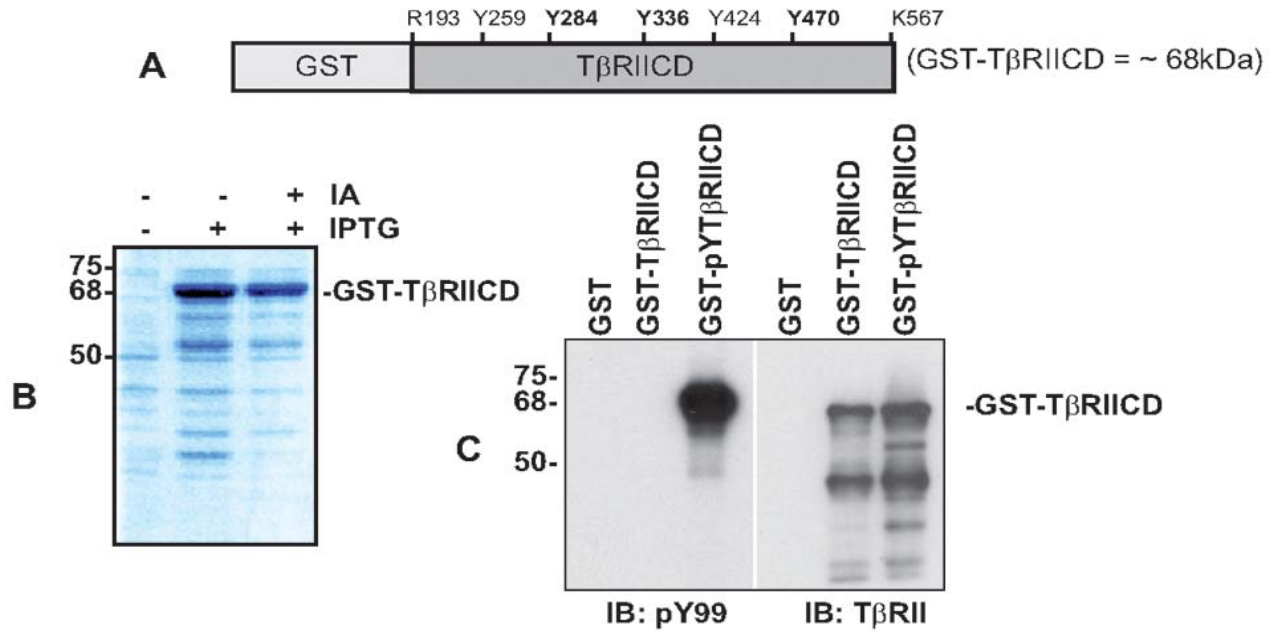 R193 Y259 Y284 Y336 Y424 Y470 K567
A GST TβRIICD (GST-TβRIICD = ~ 68kDa)
- - + IA
- + + IPTG
75-
68- -GST-TβRIICD
50-
B
GST GST-TβRIICD GST-pYTβRIICD GST GST-TβRIICD GST-pYTβRIICD
75-
68- -GST-TβRIICD
C
50-
IB: pY99 IB: TβRII